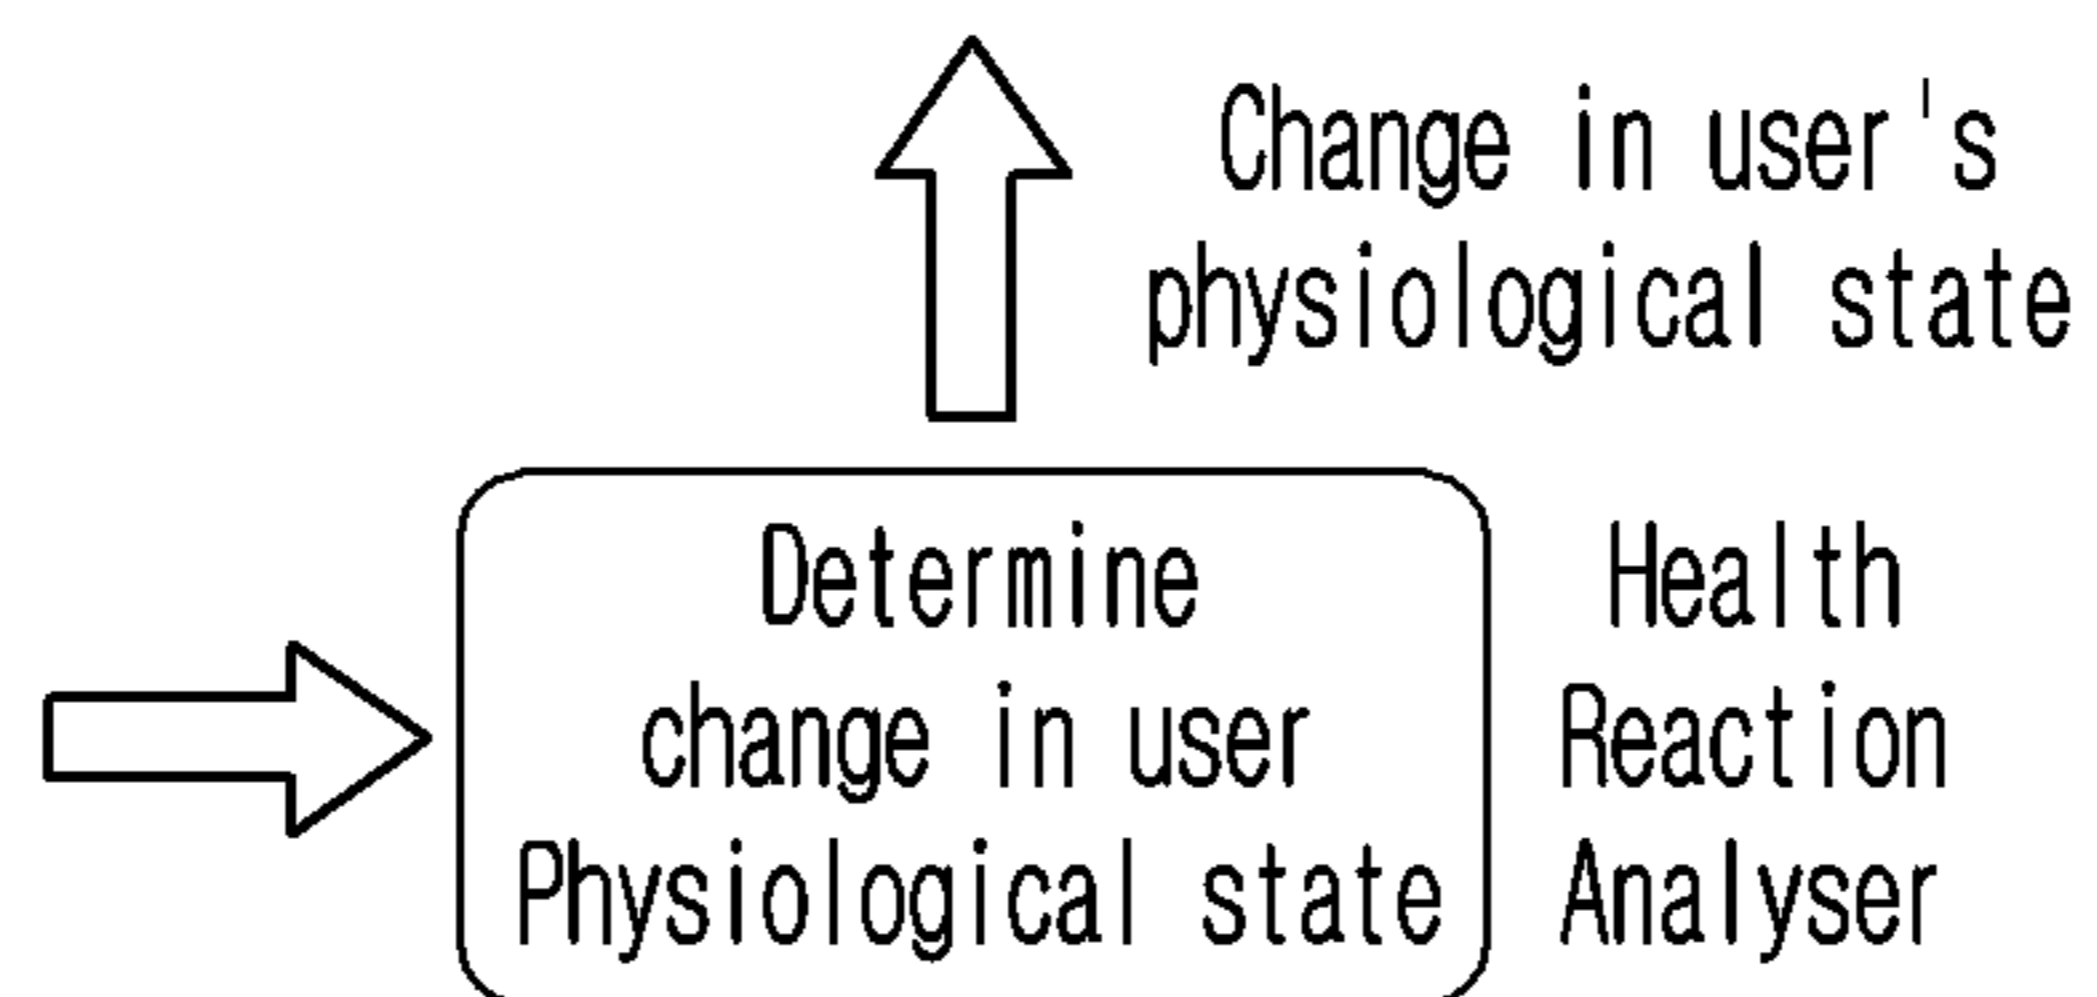 Change in user's
physiological state
Determine
change in user
Physiological state
Health
Reaction
Analyser